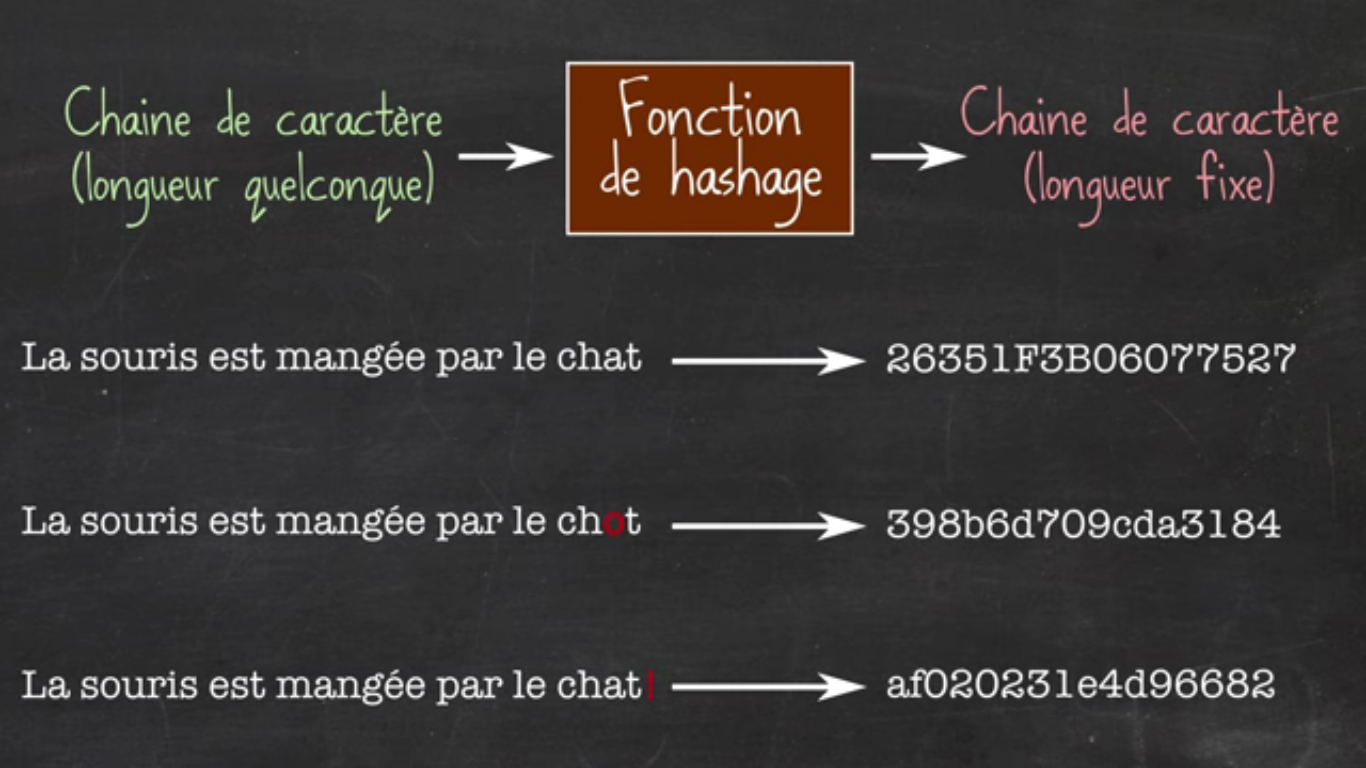 Chaine de caractère
(longueur quelconque)
Fonction
de hashage
Chaine de caractère
(longueur fixe)
La souris est mangée par le chat
26351F3B06077527
La souris est mangée par le chot
398b6d709cda3184
La souris est mangée par le chat!
af020231e4d96682